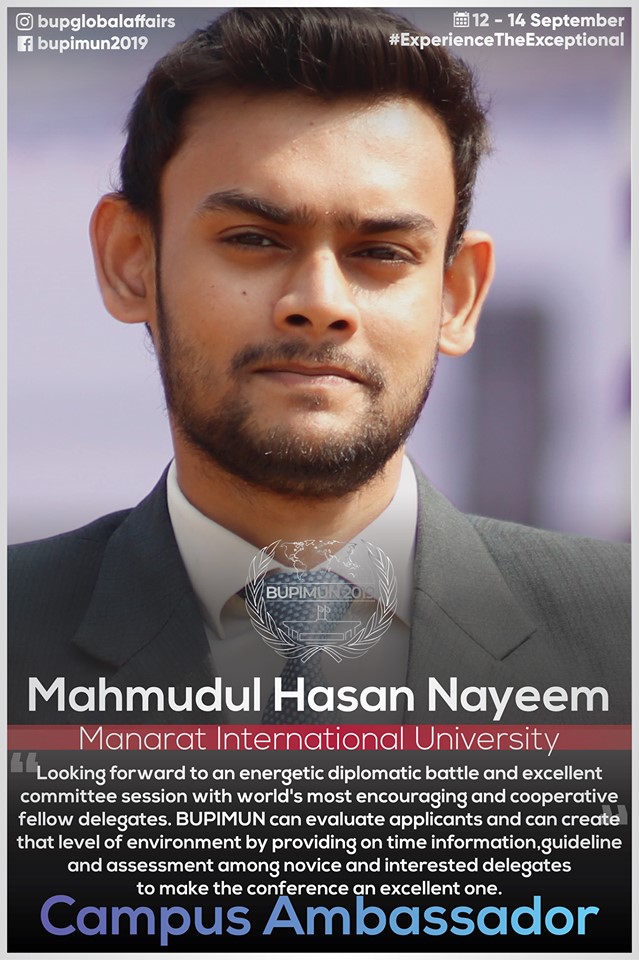 bupglobalaffairs
bupimun2019
12 - 14 September
#ExperienceTheExceptional
BUPIMUN 2019
Mahmudul Hasan Nayeem
Manarat International University
“Looking forward to an energetic diplomatic battle and excellent
committee session with world's most encouraging and cooperative
fellow delegates. BUPIMUN can evaluate applicants and can create”
that level of environment by providing on time information,guideline
and assessment among novice and interested delegates
to make the conference an excellent one.
Campus Ambassador